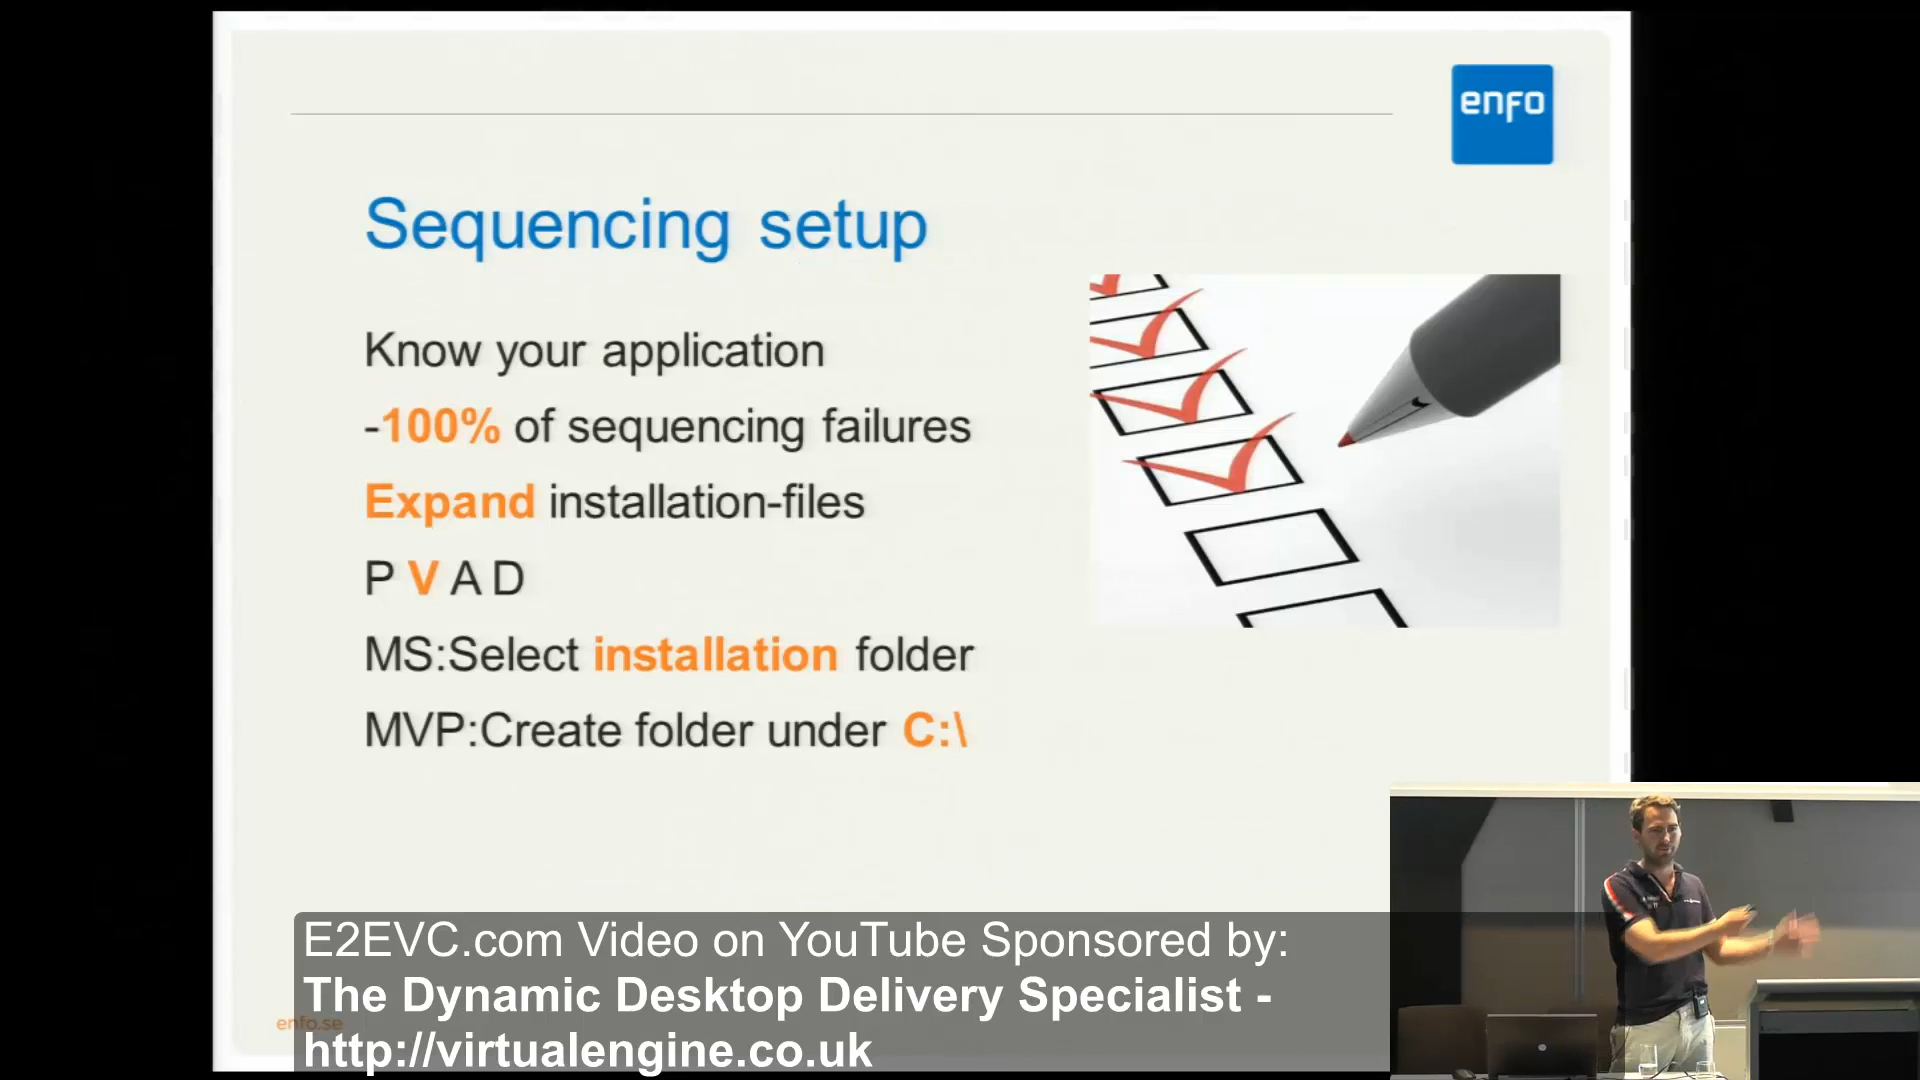 enfo
Sequencing setup
Know your application
-100% of sequencing failures
Expand installation-files
P V A D
MS:Select installation folder
MVP:Create folder under C:\
E2EVC.com Video on YouTube Sponsored by:
The Dynamic Desktop Delivery Specialist -
enfo.se
http://virtualengine.co.uk